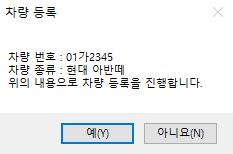 차량 등록
차량 번호 : 01가2345
차량 종류 : 현대 아반떼
위의 내용으로 차량 등록을 진행합니다.
예(Y)
아니요(N)